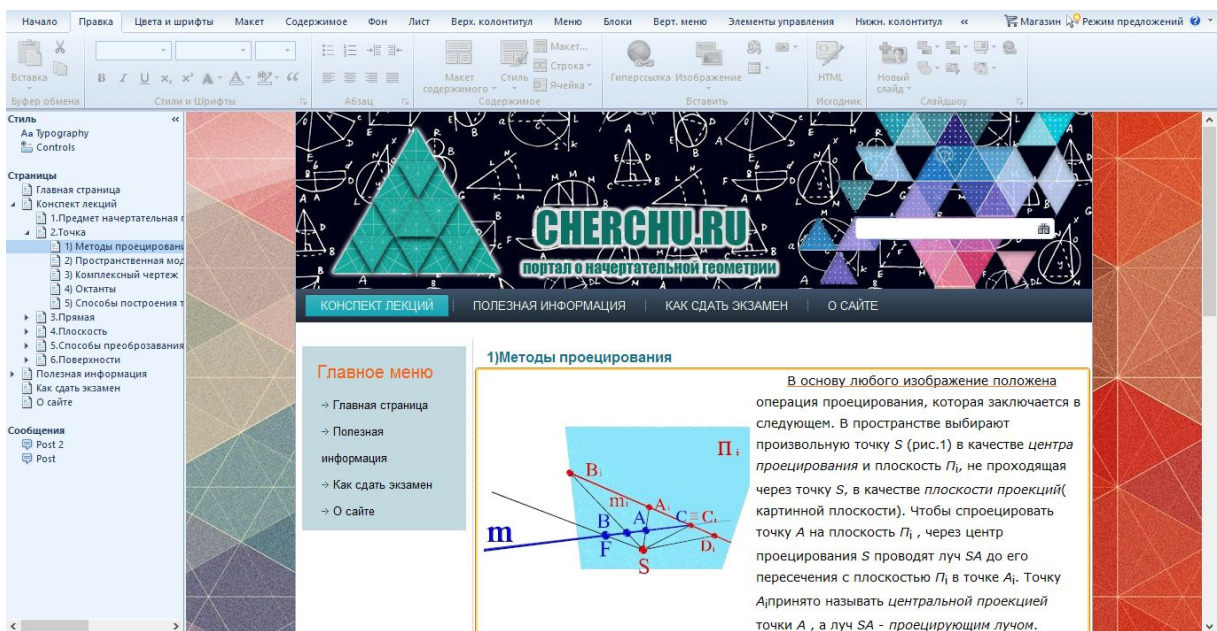 Начало Правка Цвета и шрифты Макет Содержимое Фон Лист Верх. колонтитул Меню Блоки Верт. меню Элементы управления Нижн. колонтитул « Магазин Режим предложений
Вставка
Буфер обмена
B I U x, x² A A aby “
Стили и Шрифты
Абзац
Макет содержимого
Стиль
Макет...
Строка
Ячейка
Содержимое
Гиперссылка Изображение
Вставить
HTML
Исходник
Новый слайд
Слайдшоу
Стиль «
Aa Typography
Controls
Страницы
Главная страница
Конспект лекций
1.Предмет начертательная
2.Точка
1) Методы проецировани
2) Пространственная мод
3) Комплексный чертеж
4) Октанты
5) Способы построения т
3.Прямая
4.Плоскость
5.Способы преоброзавания
6.Поверхности
Полезная информация
Как сдать экзамен
О сайте
Сообщения
Post 2
Post
CHERCHU.RU
портал о начертательной геометрии
КОНСПЕКТ ЛЕКЦИЙ ПОЛЕЗНАЯ ИНФОРМАЦИЯ КАК СДАТЬ ЭКЗАМЕН О САЙТЕ
Главное меню
→ Главная страница
→ Полезная
информация
→ Как сдать экзамен
→ О сайте
1)Методы проецирования
П i
Bi
mi
Ai
B A C ≡ Ci
m
F
Di
S
В основу любого изображение положена
операция проецирования, которая заключается в
следующем. В пространстве выбирают
произвольную точку S (рис.1) в качестве центра
проецирования и плоскость Пi, не проходящая
через точку S, в качестве плоскости проекций(
картинной плоскости). Чтобы спроецировать
точку А на плоскость Пi , через центр
проецирования S проводят луч SA до его
пересечения с плоскостью Пi в точке Ai. Точку
Aiпринято называть центральной проекцией
точки А , а луч SA - проецирующим лучом.